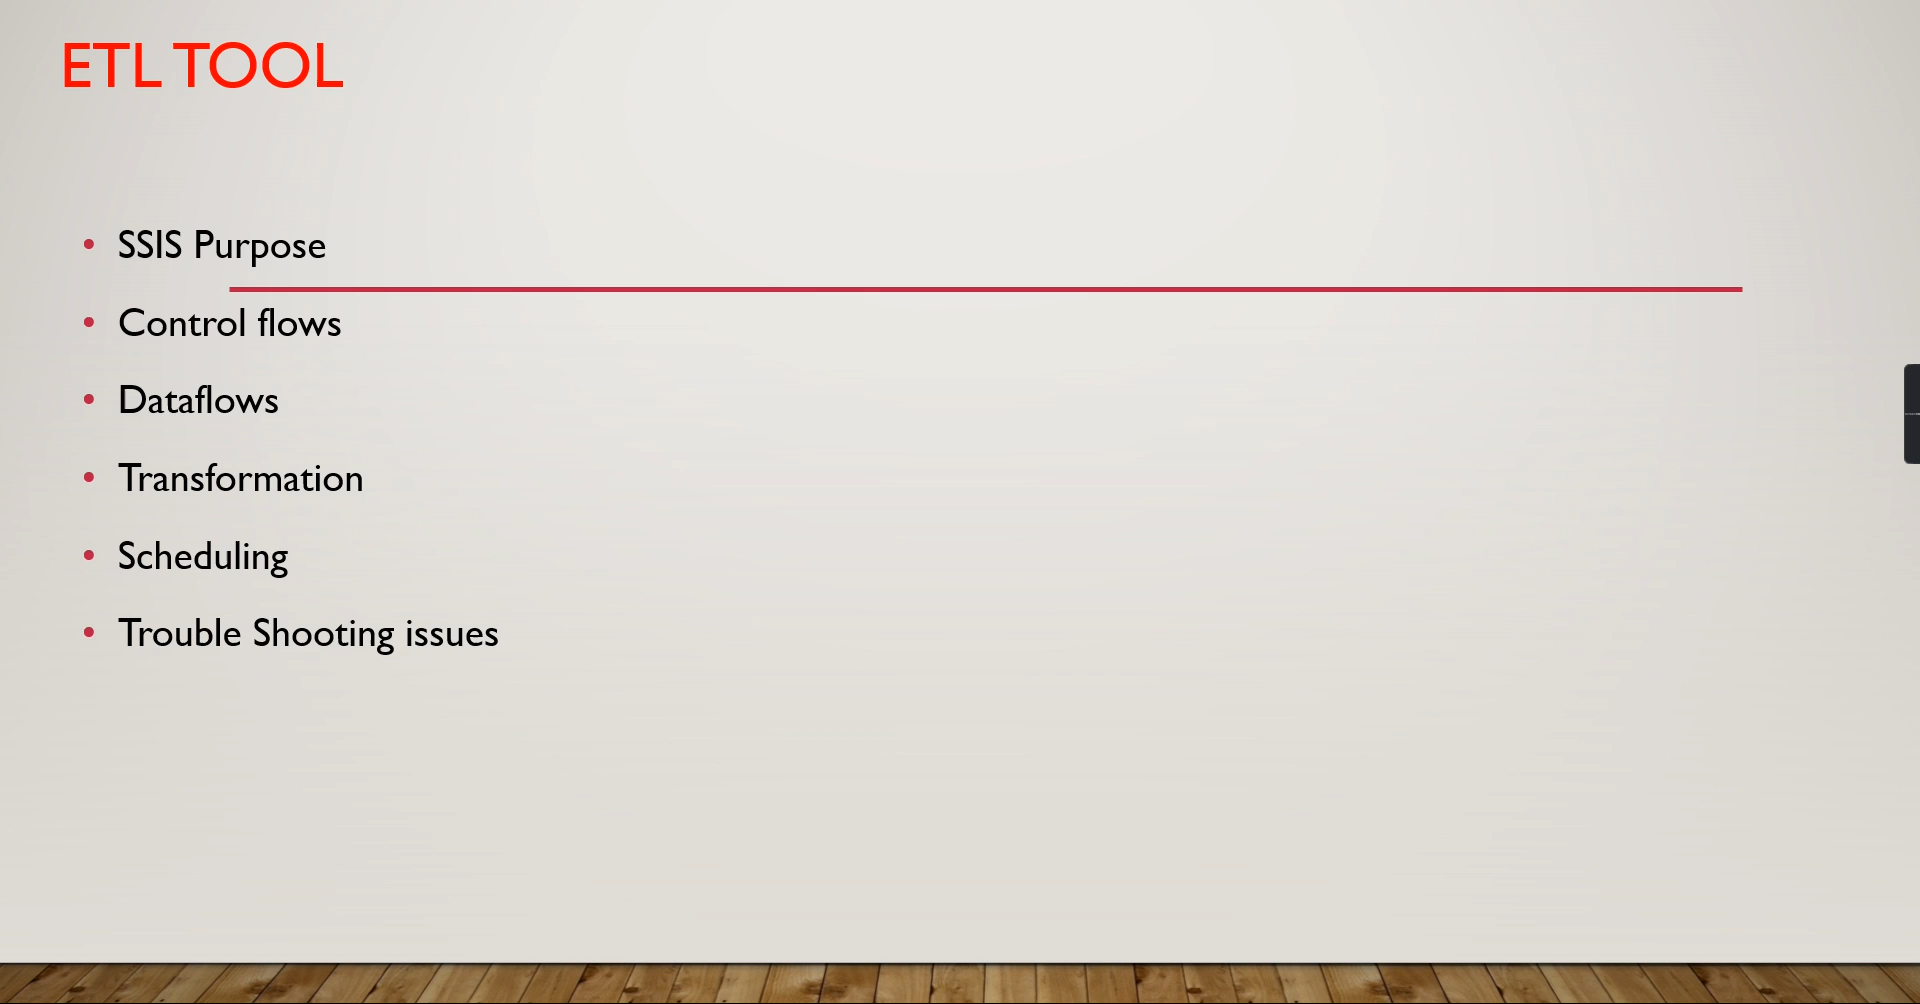 ETL TOOL
• SSIS Purpose
• Control flows
• Dataflows
• Transformation
• Scheduling
• Trouble Shooting issues